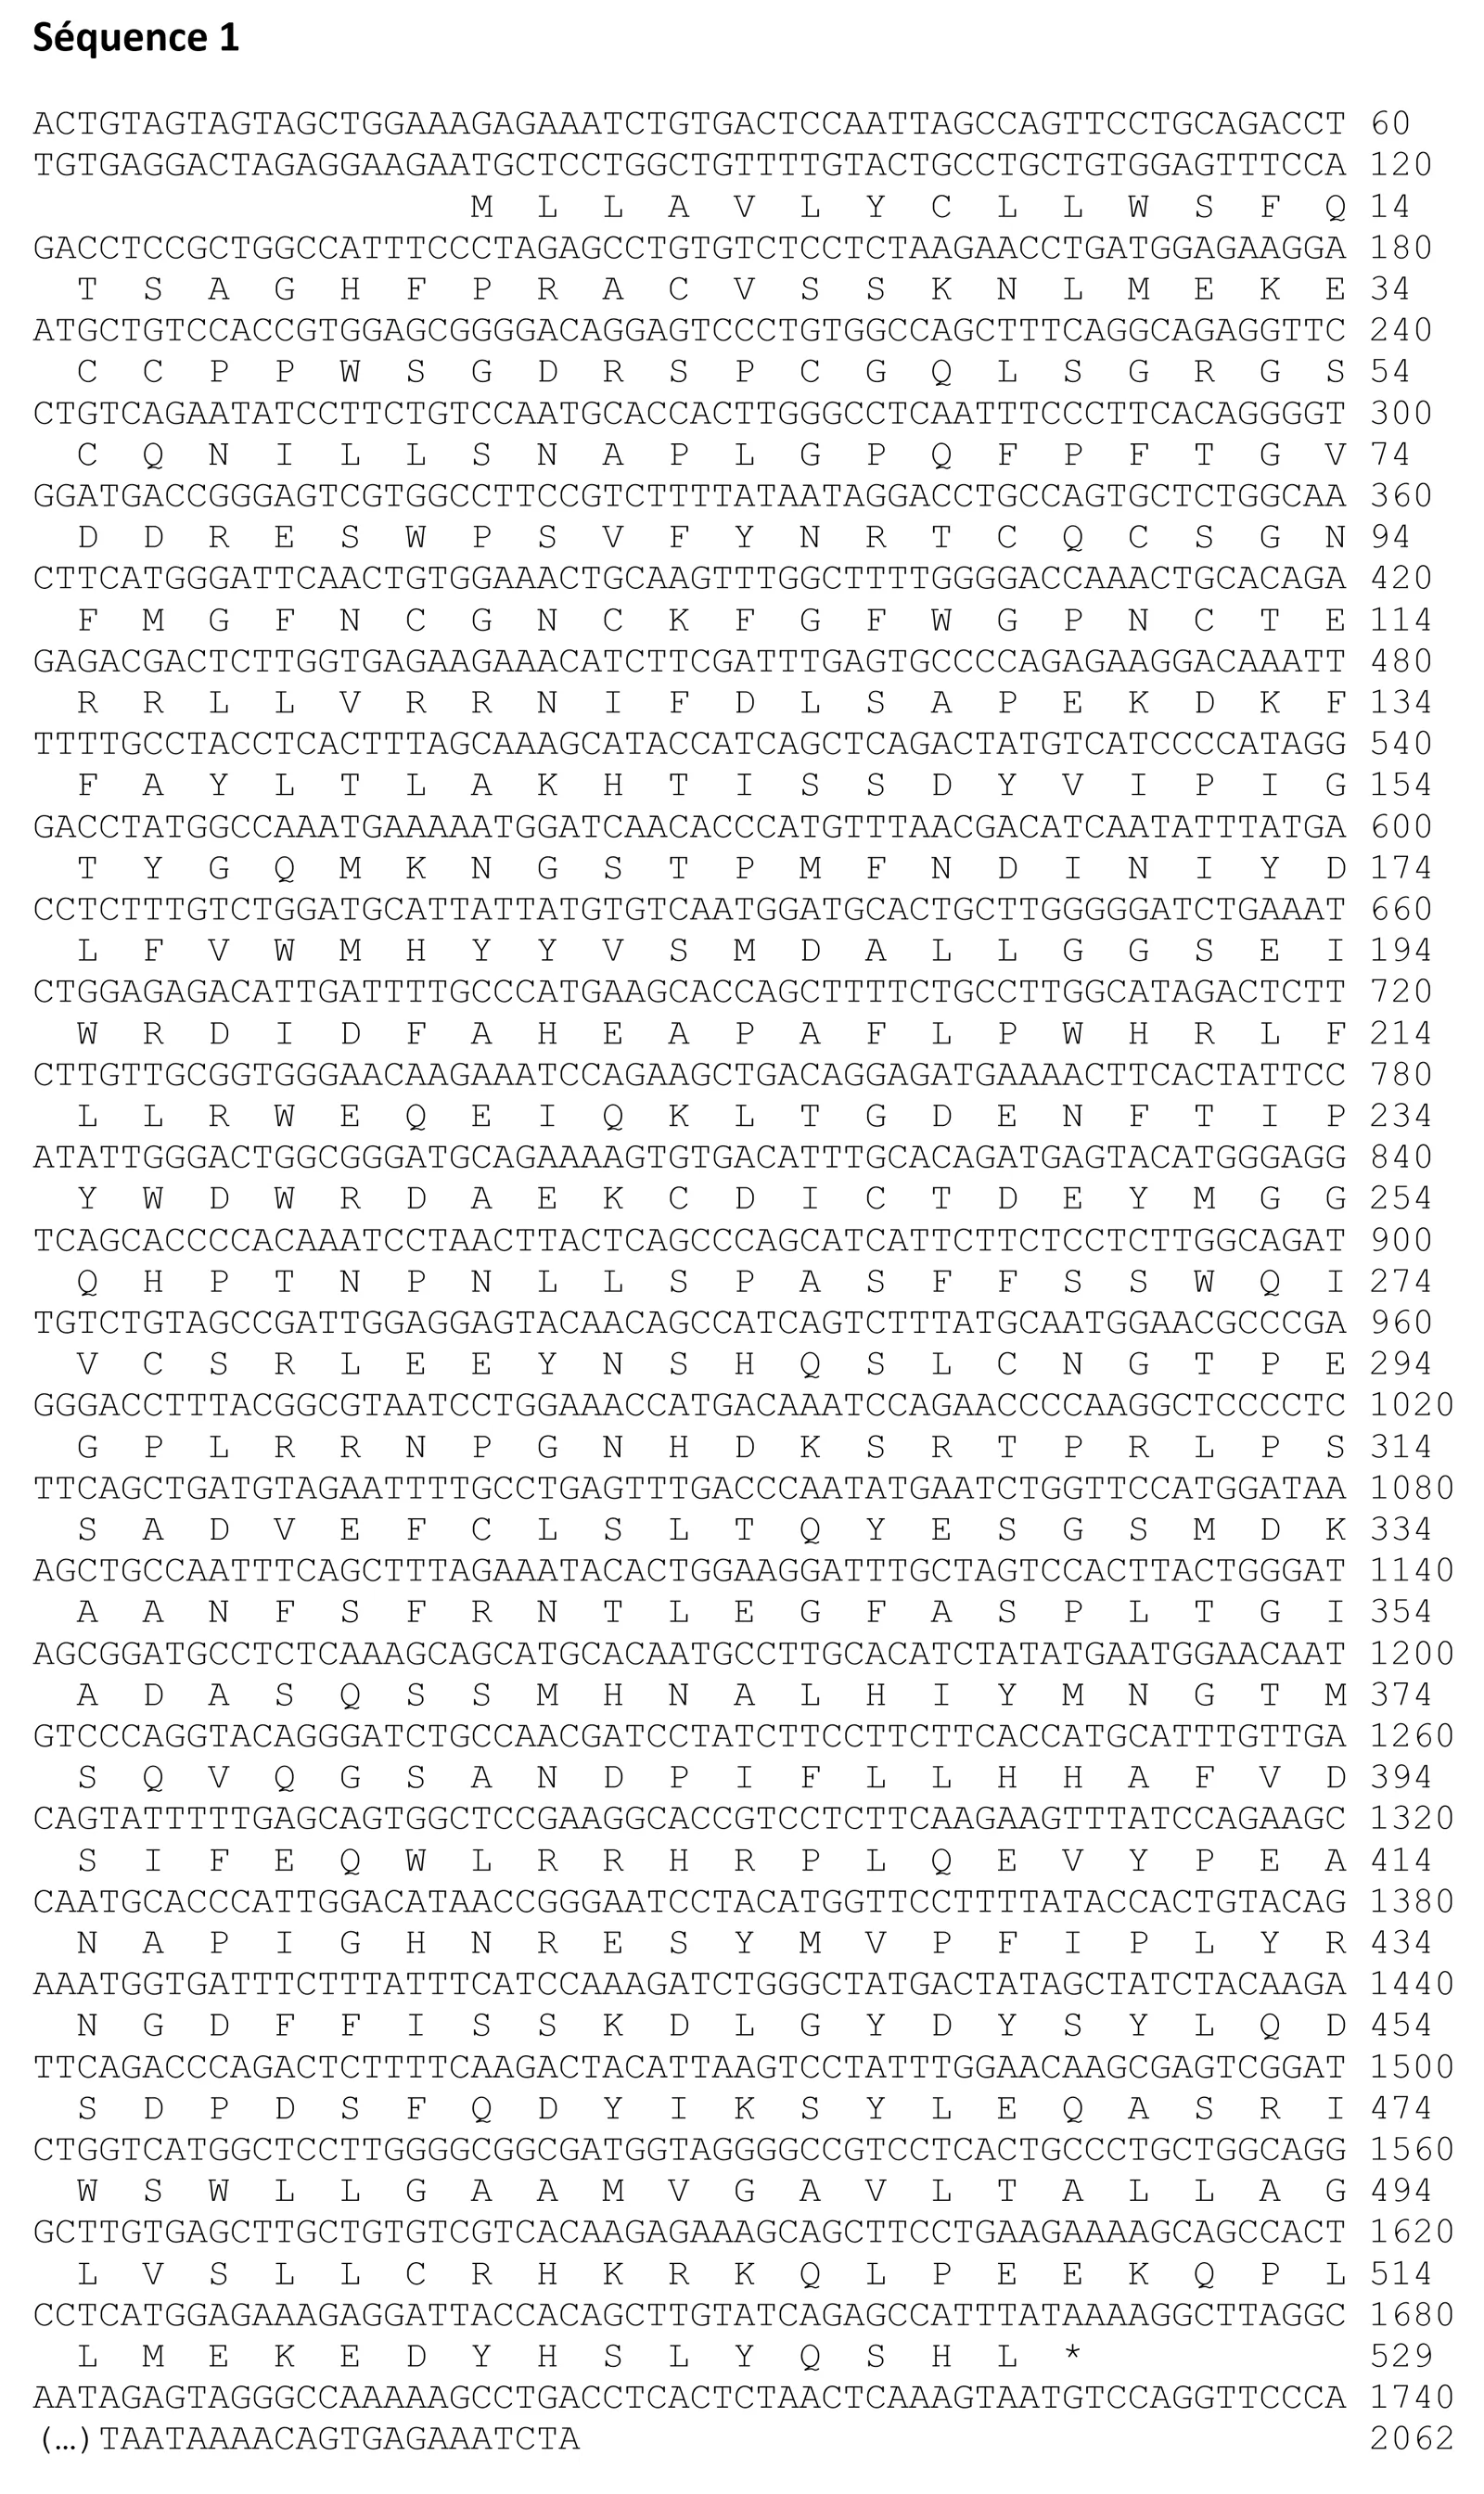 Séquence 1
ACTGTAGTAGTAGCTGGAAAGAGAAATCTGTGACTCCAATTAGCCAGTTCCTGCAGACCT 60
TGTGAGGACTAGAGGAAGAATGCTCCTGGCTGTTTTGTACTGCCTGCTGTGGAGTTTCCA 120
M L L A V L Y C L L W S F Q 14
GACCTCCGCTGGCCATTTCCCTAGAGCCTGTGTCTCCTCTAAGAACCTGATGGAGAAGGA 180
T S A G H F P R A C V S S K N L M E K E 34
ATGCTGTCCACCGTGGAGCGGGGACAGGAGTCCCTGTGGCCAGCTTTCAGGCAGAGGTTC 240
C C P P W S G D R S P C G Q L S G R G S 54
CTGTCAGAATATCCTTCTGTCCAATGCACCACTTGGGCCTCAATTTCCCTTCACAGGGGT 300
C Q N I L L S N A P L G P Q F P F T G V 74
GGATGACCGGGAGTCGTGGCCTTCCGTCTTTTATAATAGGACCTGCCAGTGCTCTGGCAA 360
D D R E S W P S V F Y N R T C Q C S G N 94
CTTCATGGGATTCAACTGTGGAAACTGCAAGTTTGGCTTTTGGGGACCAAACTGCACAGA 420
F M G F N C G N C K F G F W G P N C T E 114
GAGACGACTCTTGGTGAGAAGAAACATCTTCGATTTGAGTGCCCCAGAGAAGGACAAATT 480
R R L L V R R N I F D L S A P E K D K F 134
TTTTGCCTACCTCACTTTAGCAAAGCATACCATCAGCTCAGACTATGTCATCCCCATAGG 540
F A Y L T L A K H T I S S D Y V I P I G 154
GACCTATGGCCAAATGAAAAATGGATCAACACCCATGTTTAACGACATCAATATTTATGA 600
T Y G Q M K N G S T P M F N D I N I Y D 174
CCTCTTTGTCTGGATGCATTATTATGTGTCAATGGATGCACTGCTTGGGGGATCTGAAAT 660
L F V W M H Y Y V S M D A L L G G S E I 194
CTGGAGAGACATTGATTTTGCCCATGAAGCACCAGCTTTTCTGCCTTGGCATAGACTCTT 720
W R D I D F A H E A P A F L P W H R L F 214
CTTGTTGCGGTGGGAACAAGAAATCCAGAAGCTGACAGGAGATGAAAACTTCACTATTCC 780
L L R W E Q E I Q K L T G D E N F T I P 234
ATATTGGGACTGGCGGGATGCAGAAAAGTGTGACATTTGCACAGATGAGTACATGGGAGG 840
Y W D W R D A E K C D I C T D E Y M G G 254
TCAGCACCCCACAAATCCTAACTTACTCAGCCCAGCATCATTCTTCTCCTCTTGGCAGAT 900
Q H P T N P N L L S P A S F F S S W Q I 274
TGTCTGTAGCCGATTGGAGGAGTACAACAGCCATCAGTCTTTATGCAATGGAACGCCCGA 960
V C S R L E E Y N S H Q S L C N G T P E 294
GGGACCTTTACGGCGTAATCCTGGAAACCATGACAAATCCAGAACCCCAAGGCTCCCCTC 1020
G P L R R N P G N H D K S R T P R L P S 314
TTCAGCTGATGTAGAATTTTGCCTGAGTTTGACCCAATATGAATCTGGTTCCATGGATAA 1080
S A D V E F C L S L T Q Y E S G S M D K 334
AGCTGCCAATTTCAGCTTTAGAAATACACTGGAAGGATTTGCTAGTCCACTTACTGGGAT 1140
A A N F S F R N T L E G F A S P L T G I 354
AGCGGATGCCTCTCAAAGCAGCATGCACAATGCCTTGCACATCTATATGAATGGAACAAT 1200
A D A S Q S S M H N A L H I Y M N G T M 374
GTCCCAGGTACAGGGATCTGCCAACGATCCTATCTTCCTTCTTCACCATGCATTTGTTGA 1260
S Q V Q G S A N D P I F L L H H A F V D 394
CAGTATTTTTGAGCAGTGGCTCCGAAGGCACCGTCCTCTTCAAGAAGTTTATCCAGAAGC 1320
S I F E Q W L R R H R P L Q E V Y P E A 414
CAATGCACCCATTGGACATAACCGGGAATCCTACATGGTTCCTTTTATACCACTGTACAG 1380
N A P I G H N R E S Y M V P F I P L Y R 434
AAATGGTGATTTCTTTATTTCATCCAAAGATCTGGGCTATGACTATAGCTATCTACAAGA 1440
N G D F F I S S K D L G Y D Y S Y L Q D 454
TTCAGACCCAGACTCTTTTCAAGACTACATTAAGTCCTATTTGGAACAAGCGAGTCGGAT 1500
S D P D S F Q D Y I K S Y L E Q A S R I 474
CTGGTCATGGCTCCTTGGGGCGGCGATGGTAGGGGCCGTCCTCACTGCCCTGCTGGCAGG 1560
W S W L L G A A M V G A V L T A L L A G 494
GCTTGTGAGCTTGCTGTGTCGTCACAAGAGAAAGCAGCTTCCTGAAGAAAAGCAGCCACT 1620
L V S L L C R H K R K Q L P E E K Q P L 514
CCTCATGGAGAAAGAGGATTACCACAGCTTGTATCAGAGCCATTTATAAAAGGCTTAGGC 1680
L M E K E D Y H S L Y Q S H L * 529
AATAGAGTAGGGCCAAAAAGCCTGACCTCACTCTAACTCAAAGTAATGTCCAGGTTCCCA 1740
(…)TAATAAAACAGTGAGAAATCTA 2062